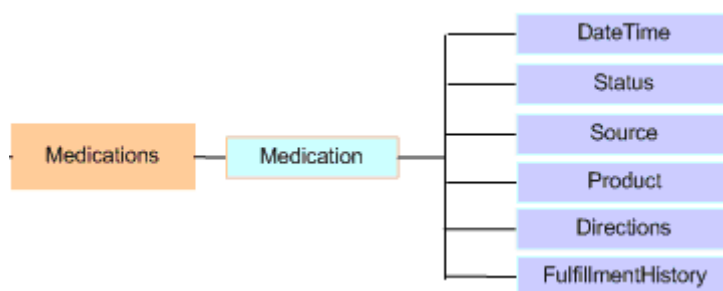 DateTime
Status
Source
Medications
Medication
Product
Directions
FulfillmentHistory